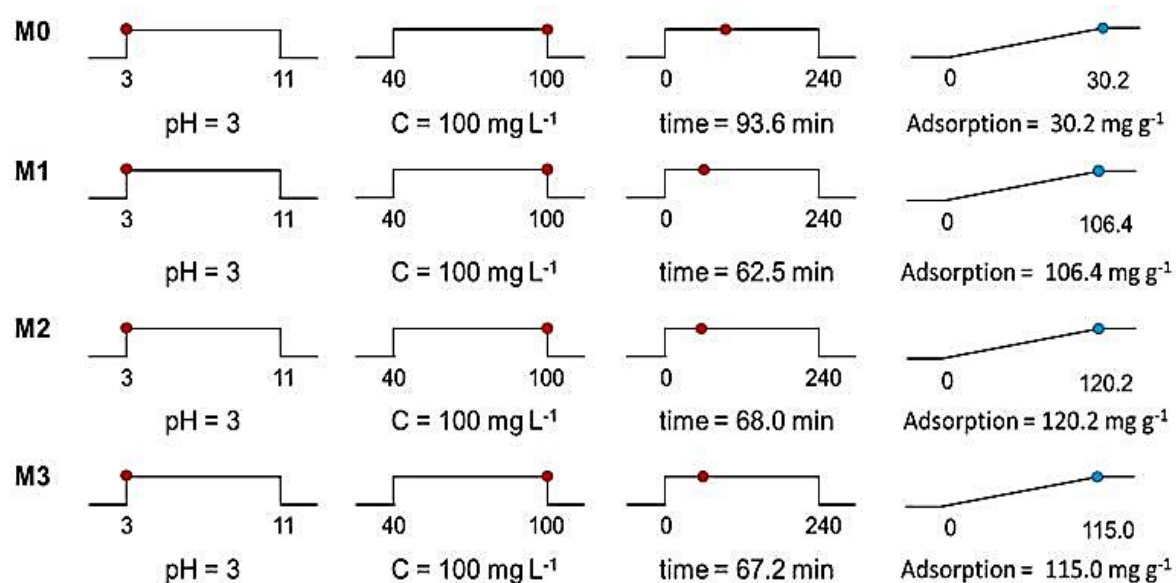 M0
3 11 40 100 0 240 0 30.2
pH = 3 C = 100 mg L⁻¹ time = 93.6 min Adsorption = 30.2 mg g⁻¹
M1
3 11 40 100 0 240 0 106.4
pH = 3 C = 100 mg L⁻¹ time = 62.5 min Adsorption = 106.4 mg g⁻¹
M2
3 11 40 100 0 240 0 120.2
pH = 3 C = 100 mg L⁻¹ time = 68.0 min Adsorption = 120.2 mg g⁻¹
M3
3 11 40 100 0 240 0 115.0
pH = 3 C = 100 mg L⁻¹ time = 67.2 min Adsorption = 115.0 mg g⁻¹